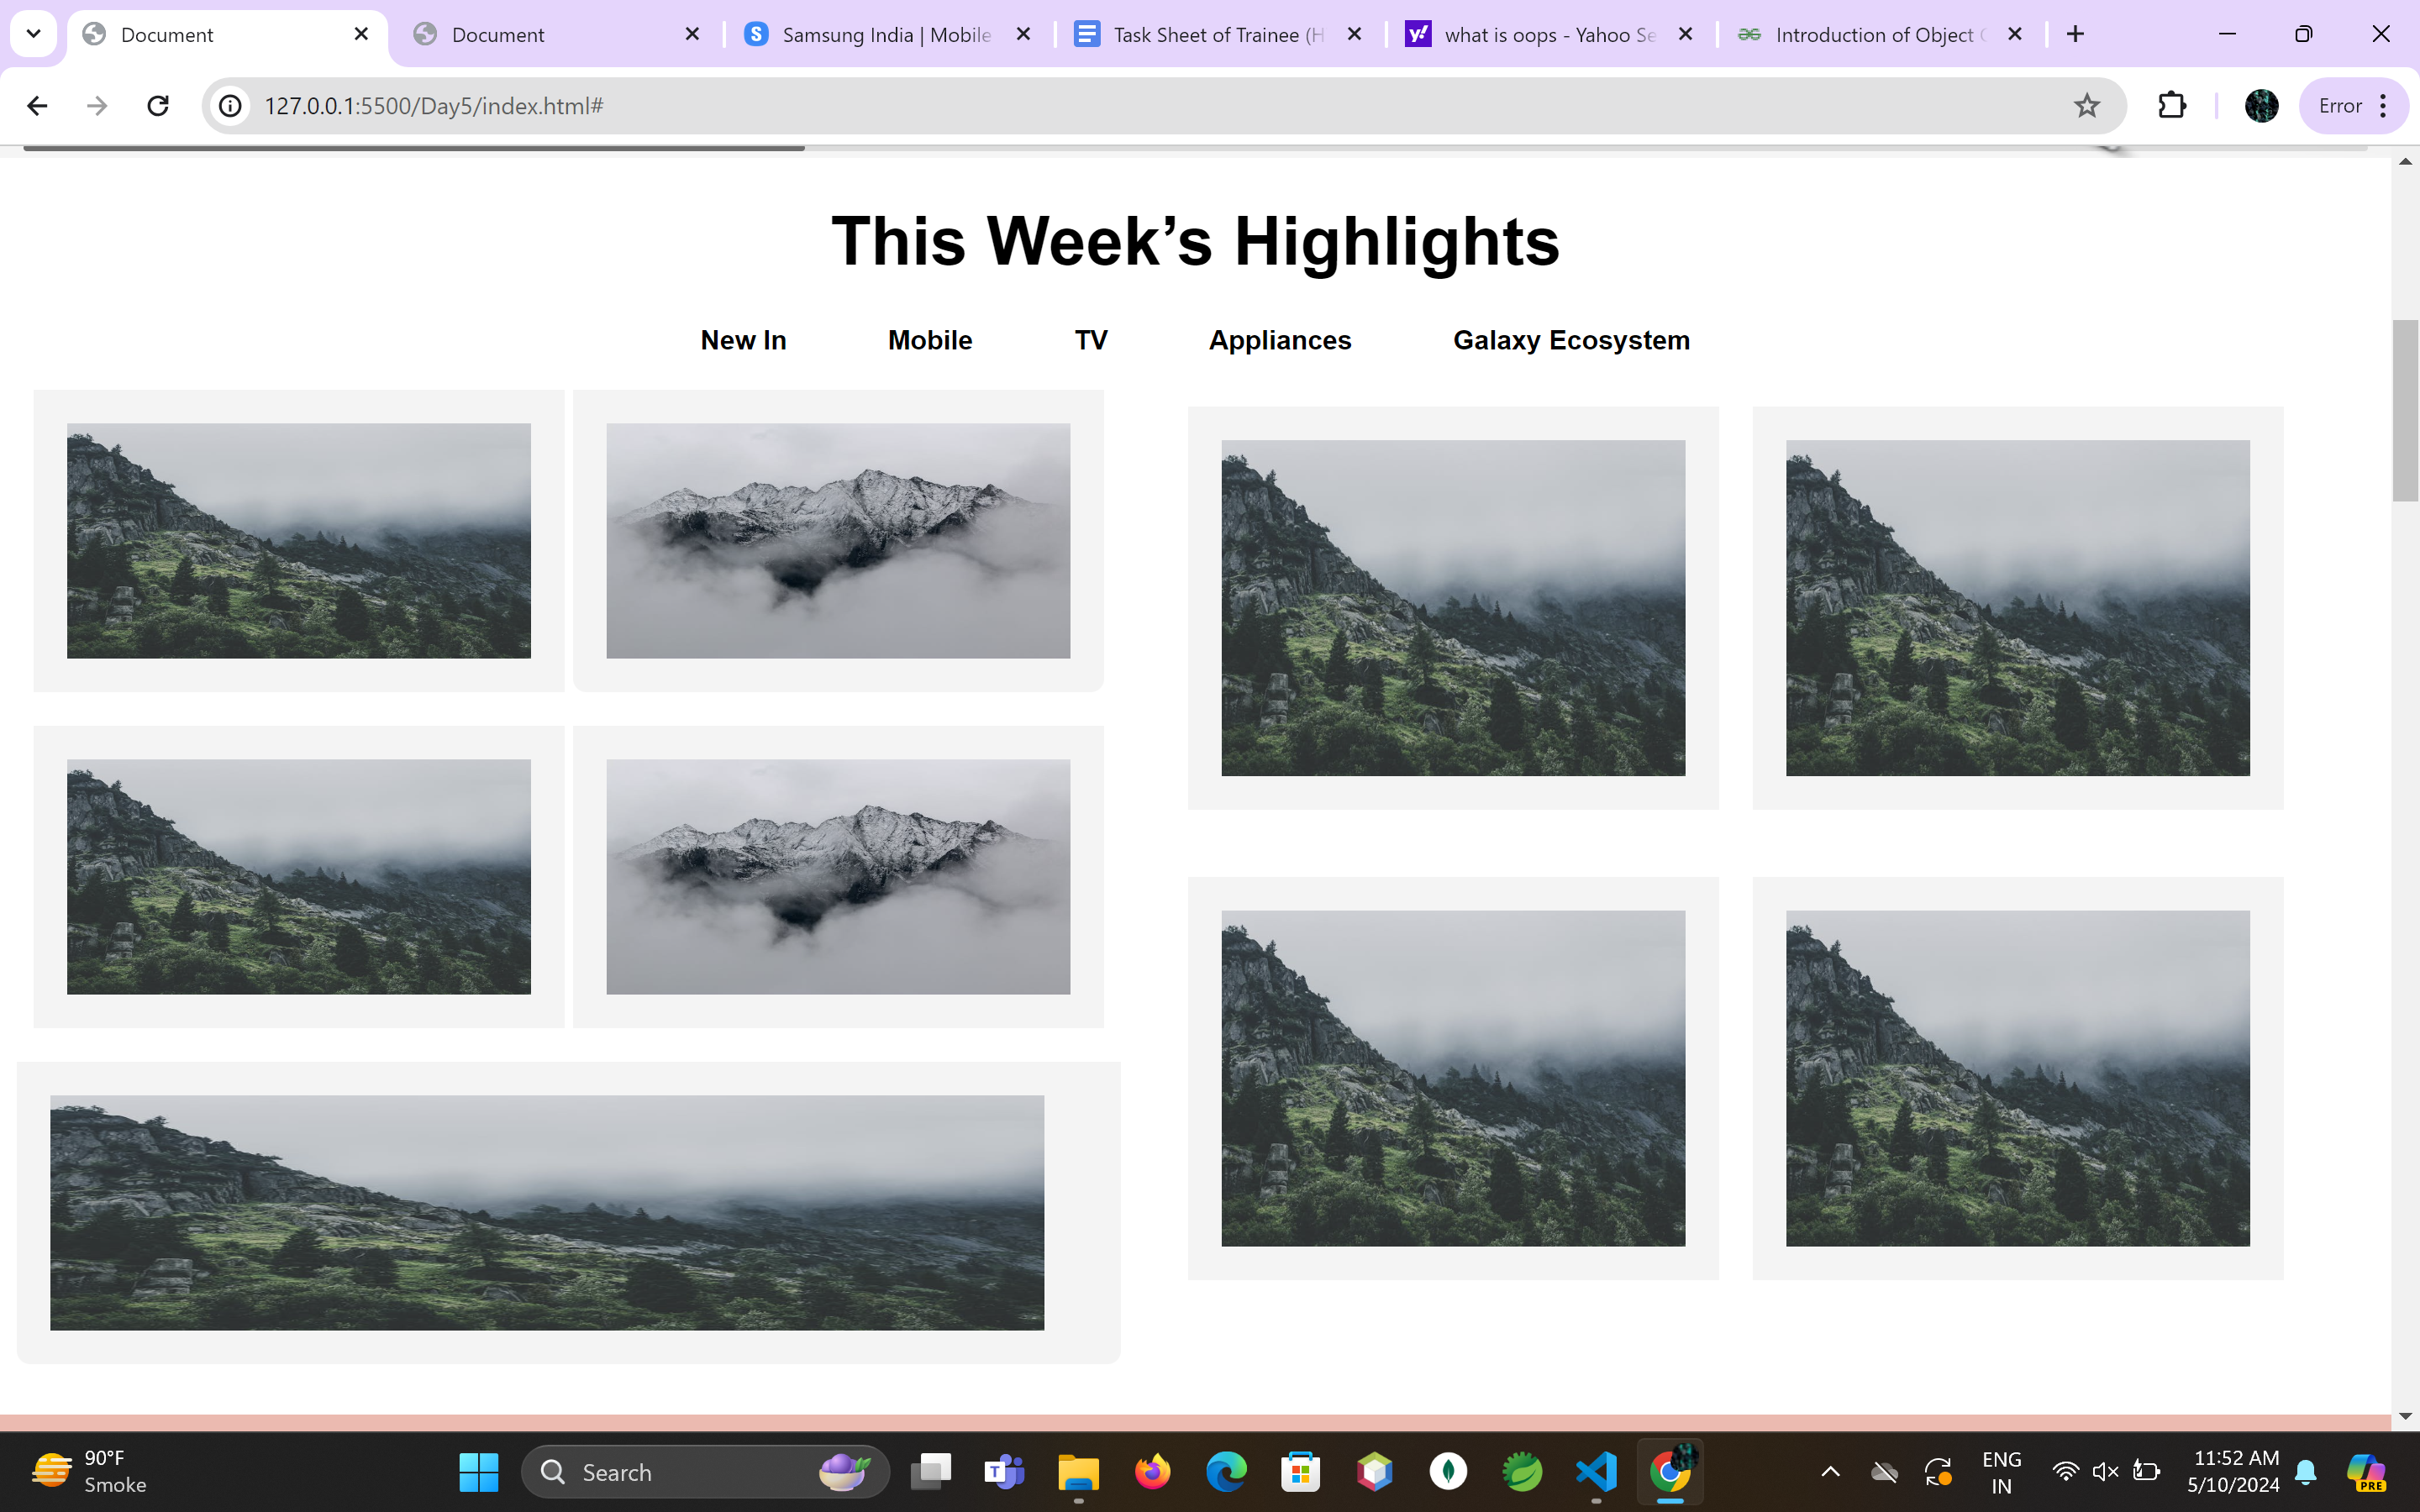 Document
Document
Samsung India | Mobile
Task Sheet of Trainee (H
what is oops - Yahoo Se
Introduction of Object
127.0.0.1:5500/Day5/index.html#
Error
This Week’s Highlights
New In Mobile TV Appliances Galaxy Ecosystem
90°F
Smoke
Search
ENG
IN
11:52 AM
5/10/2024
PRE